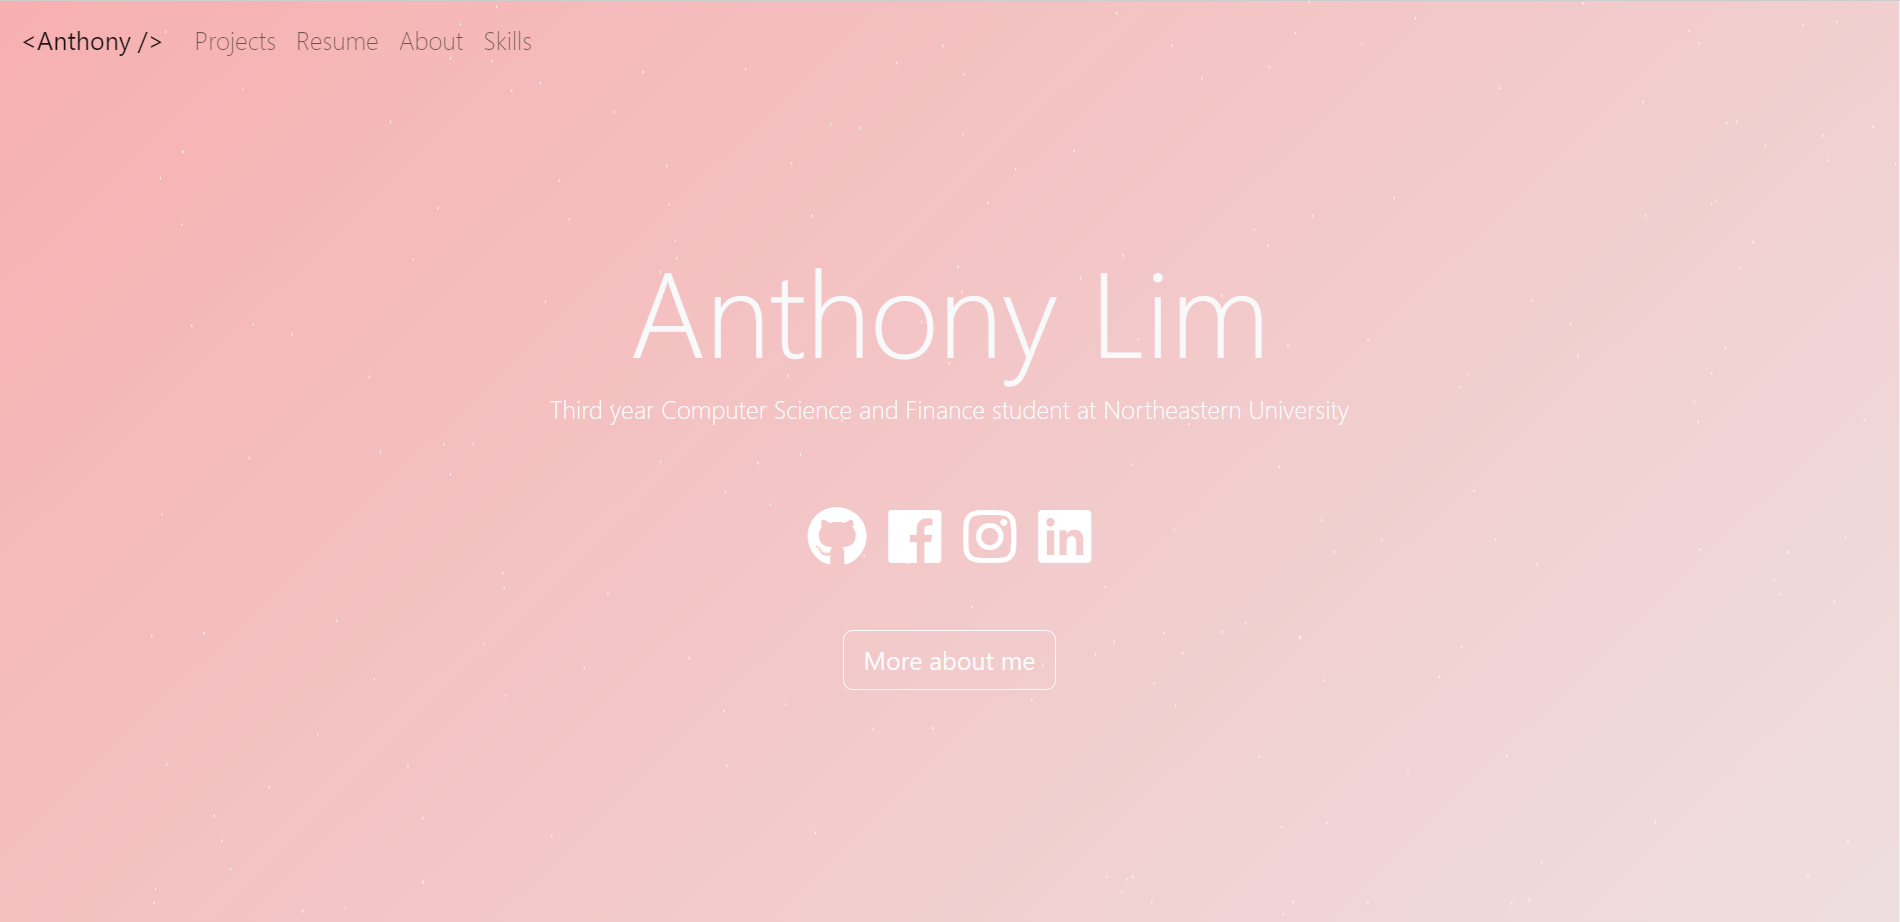 <Anthony />
Projects
Resume
About
Skills
Anthony Lim
Third year Computer Science and Finance student at Northeastern University
in
More about me